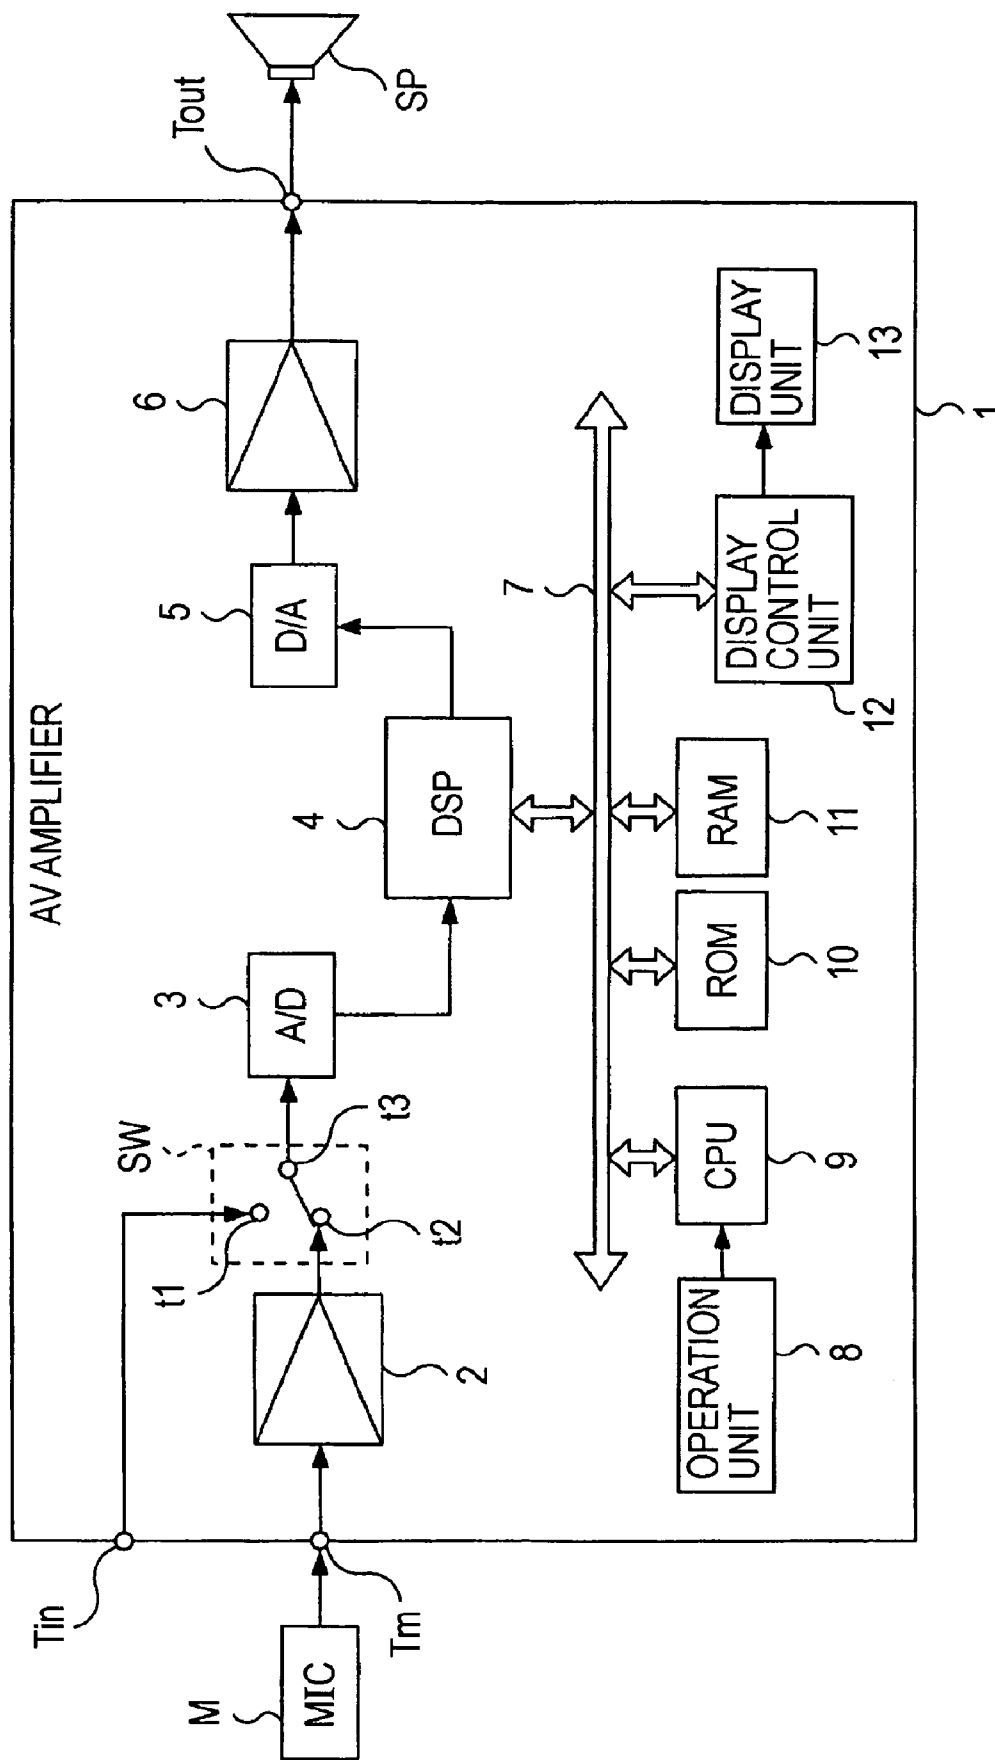 AV AMPLIFIER
Tin
M
MIC
Tm
2
t1
SW
t2
t3
3
A/D
4
DSP
5
D/A
6
Tout
SP
7
OPERATION
UNIT
8
CPU
9
ROM
10
RAM
11
DISPLAY
CONTROL
UNIT
12
DISPLAY
UNIT
13
1